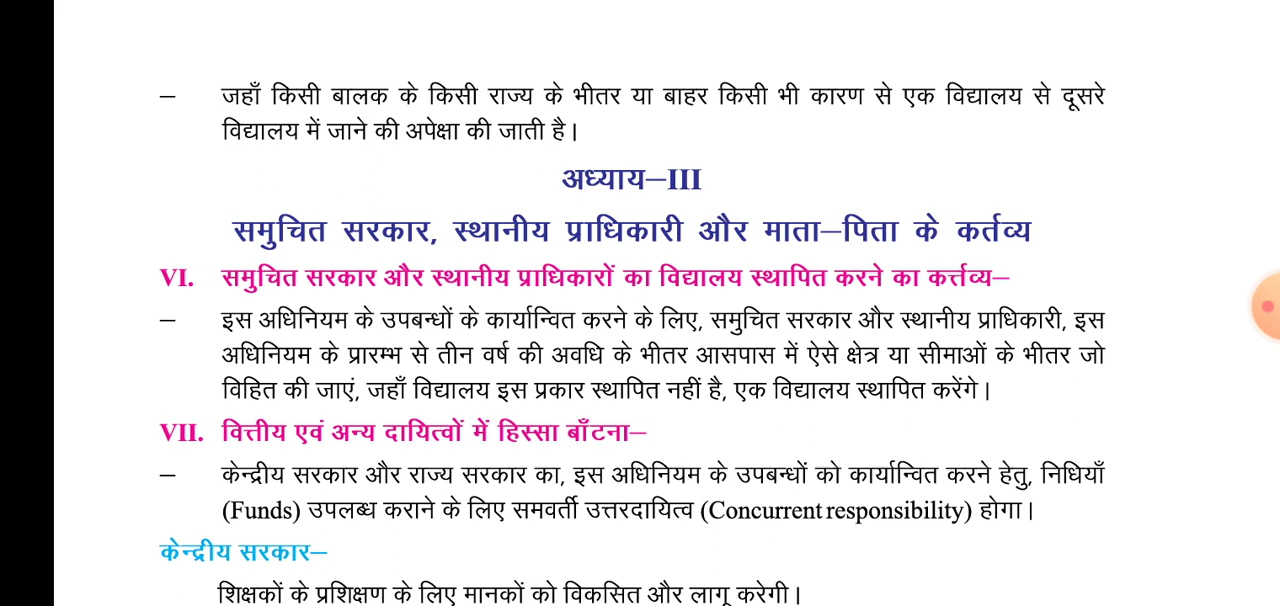 – जहाँ किसी बालक के किसी राज्य के भीतर या बाहर किसी भी कारण से एक विद्यालय से दूसरे
विद्यालय में जाने की अपेक्षा की जाती है।
अध्याय–III
समुचित सरकार, स्थानीय प्राधिकारी और माता–पिता के कर्तव्य
VI. समुचित सरकार और स्थानीय प्राधिकारों का विद्यालय स्थापित करने का कर्त्तव्य–
– इस अधिनियम के उपबन्धों के कार्यान्वित करने के लिए, समुचित सरकार और स्थानीय प्राधिकारी, इस
अधिनियम के प्रारम्भ से तीन वर्ष की अवधि के भीतर आसपास में ऐसे क्षेत्र या सीमाओं के भीतर जो
विहित की जाएं, जहाँ विद्यालय इस प्रकार स्थापित नहीं है, एक विद्यालय स्थापित करेंगे।
VII. वित्तीय एवं अन्य दायित्वों में हिस्सा बाँटना–
– केन्द्रीय सरकार और राज्य सरकार का, इस अधिनियम के उपबन्धों को कार्यान्वित करने हेतु, निधियाँ
(Funds) उपलब्ध कराने के लिए समवर्ती उत्तरदायित्व (Concurrent responsibility) होगा।
केन्द्रीय सरकार–
शिक्षकों के प्रशिक्षण के लिए मानकों को विकसित और लागू करेगी।